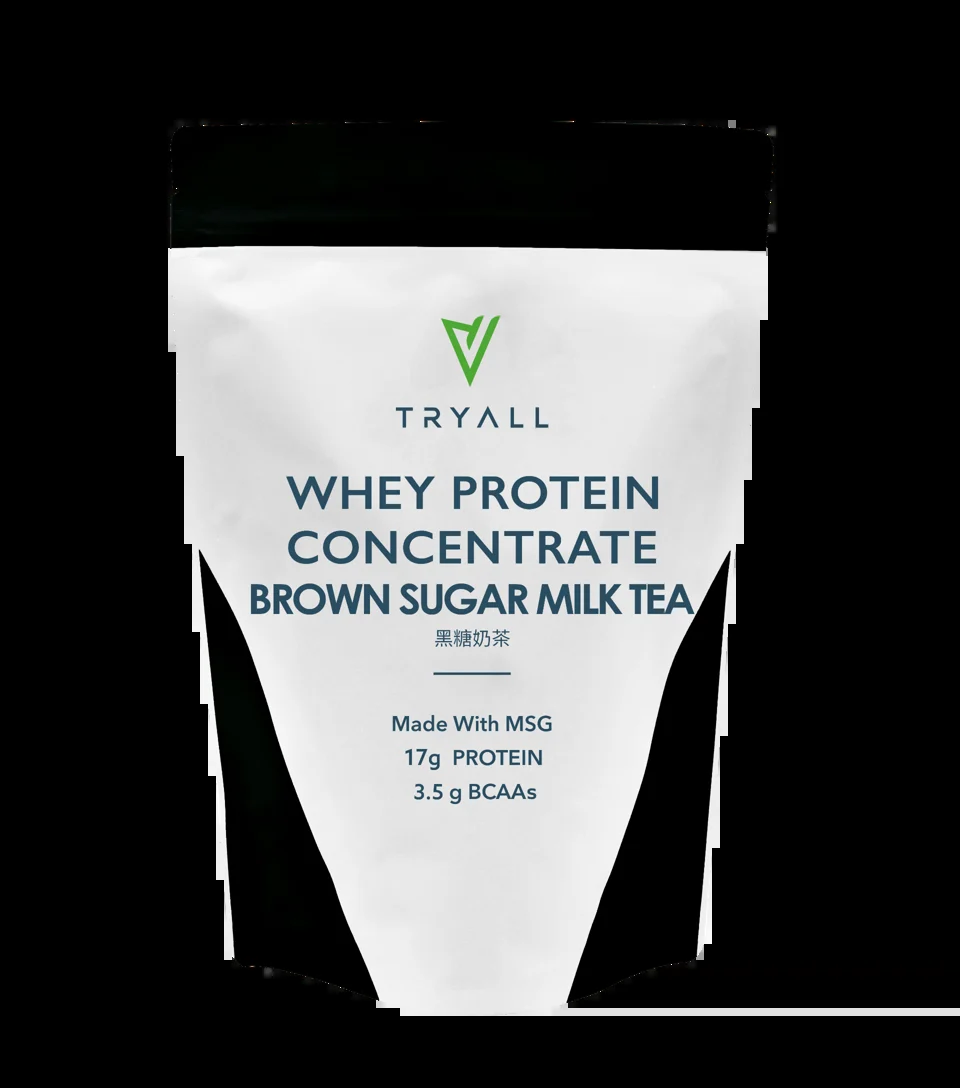 TRYALL
WHEY PROTEIN
CONCENTRATE
BROWN SUGAR MILK TEA
黑糖奶茶
Made With MSG
17g PROTEIN
3.5 g BCAAs